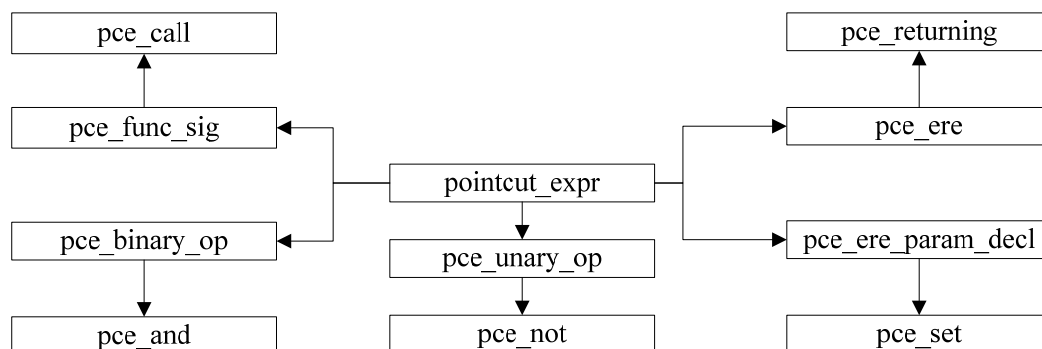 pce_call
pce_returning
pce_func_sig
pce_ere
pointcut_expr
pce_binary_op
pce_ere_param_decl
pce_unary_op
pce_and
pce_not
pce_set